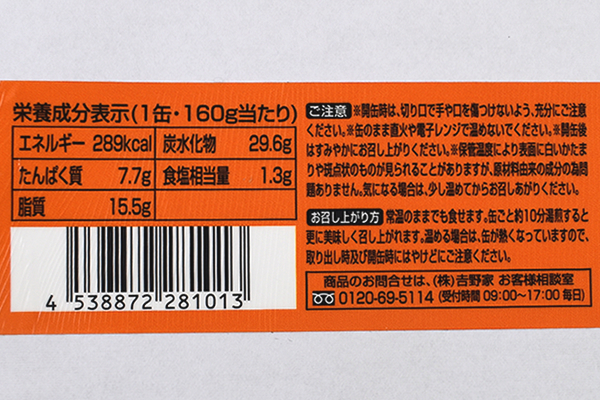 栄養成分表示(1缶・160g当たり)
エネルギー 289kcal 炭水化物 29.6g
たんぱく質 7.7g 食塩相当量 1.3g
脂質 15.5g
4 538872 281013
ご注意 ※開缶時は、切り口で手や口を傷つけないよう、充分にご注意
ください。※缶のまま直火や電子レンジで温めないでください。※開缶後
はすみやかにお召し上がりください。※保管温度により表面に白いかたま
りや斑点状のものが見られることがありますが、原材料由来の成分の為問
題ありません。気になる場合は、少し温めてからお召しあがりください。
お召し上がり方 常温のままでも食せます。缶ごと約10分湯煎すると
更に美味しく召し上がれます。温める場合は、缶が熱くなっていますので、
取り出し時及び開缶時にはやけどにご注意ください。
商品のお問合せは、(株)吉野家 お客様相談室
0120-69-5114 (受付時間 09:00~17:00 毎日)